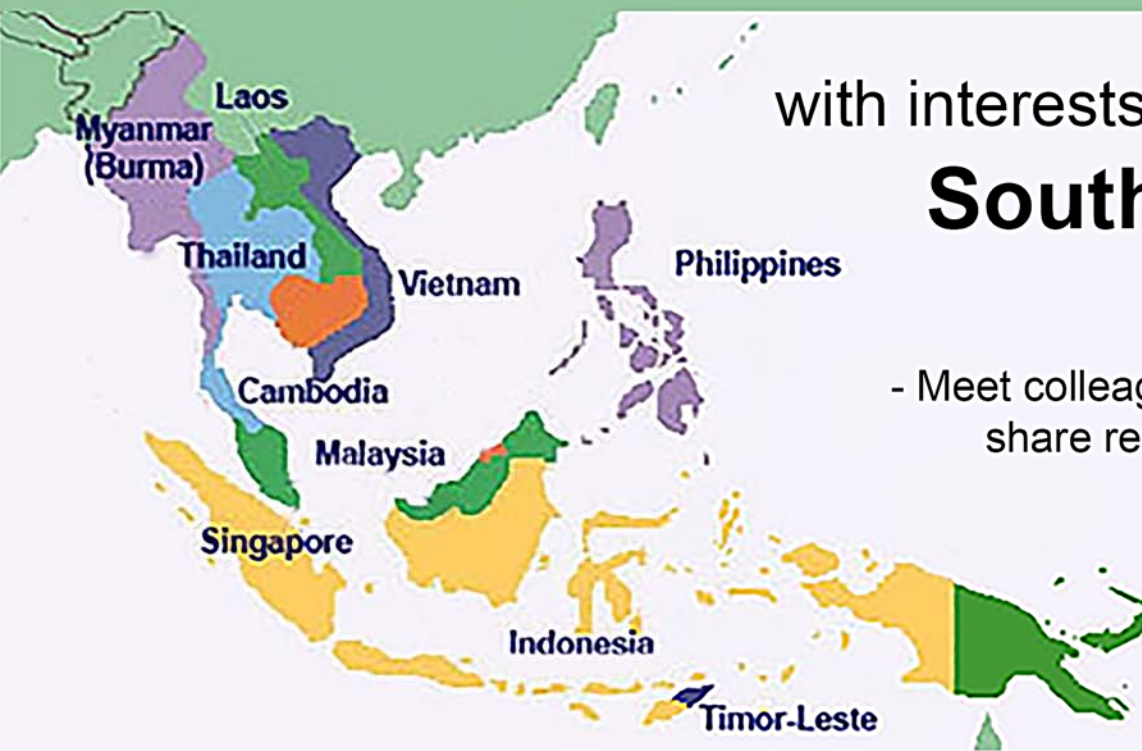 Laos
Myanmar
(Burma)
Thailand
Vietnam
Cambodia
Malaysia
Singapore
Indonesia
Philippines
Timor-Leste
with interests
South
- Meet colleag
share re